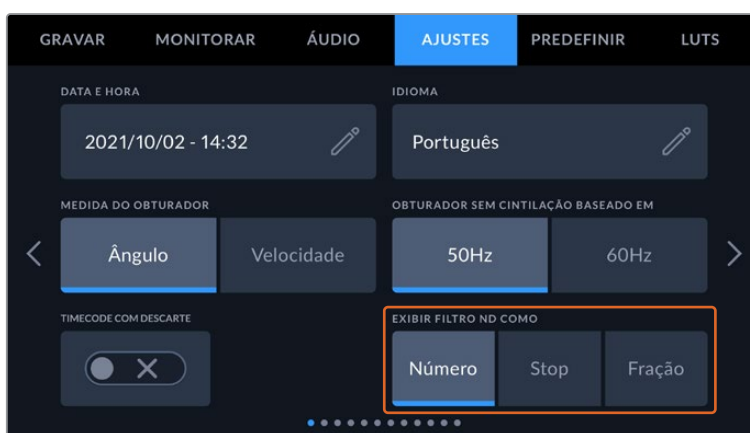 GRAVAR MONITORAR ÁUDIO AJUSTES PREDEFINIR LUTS
DATA E HORA IDIOMA
2021/10/02 - 14:32 Português
MEDIDA DO OBTURADOR OBTURADOR SEM CINTILAÇÃO BASEADO EM
Ângulo Velocidade 50Hz 60Hz
TIMECODE COM DESCARTE EXIBIR FILTRO ND COMO
Número Stop Fração